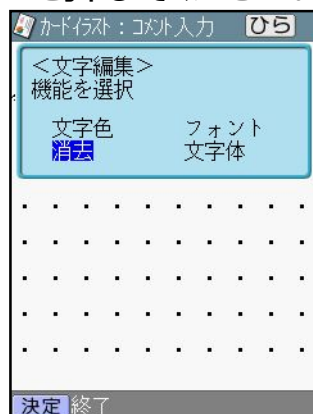 カードイラスト：コメント入力 ひら
＜文字編集＞
機能を選択
文字色 フォント
消去 文字体
決定 終了